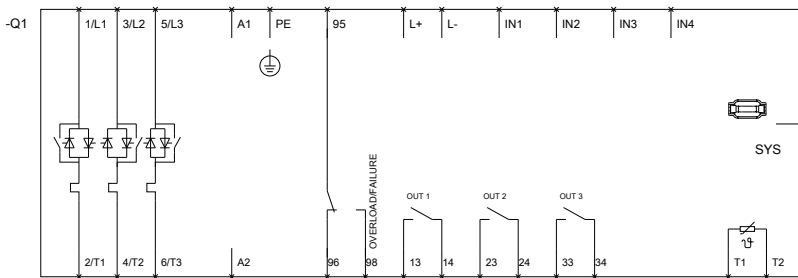 -Q1
1/L1 3/L2 5/L3 A1 PE 95 L+ L- IN1 IN2 IN3 IN4
SYS
OVERLOAD/FAILURE
OUT 1 OUT 2 OUT 3
2/T1 4/T2 6/T3 A2 96 98 13 14 23 24 33 34 T1 T2